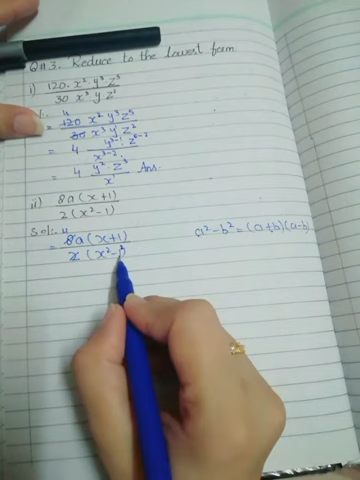 Q#3. Reduce to the lowest form
i) 120. x² y³ z⁵ / 30 x³ y z²
4
= 120 x² y³ z⁵ / 30 x³ y z²
= 4 y³⁻¹ . z⁵⁻² / x³⁻²
= 4 y² . z³ / x Ans.
ii) 8a (x+1) / 2 (x²-1)
Sol:.
4
= 8a (x+1) / 2 (x²-1²) a²-b² = (a+b)(a-b)